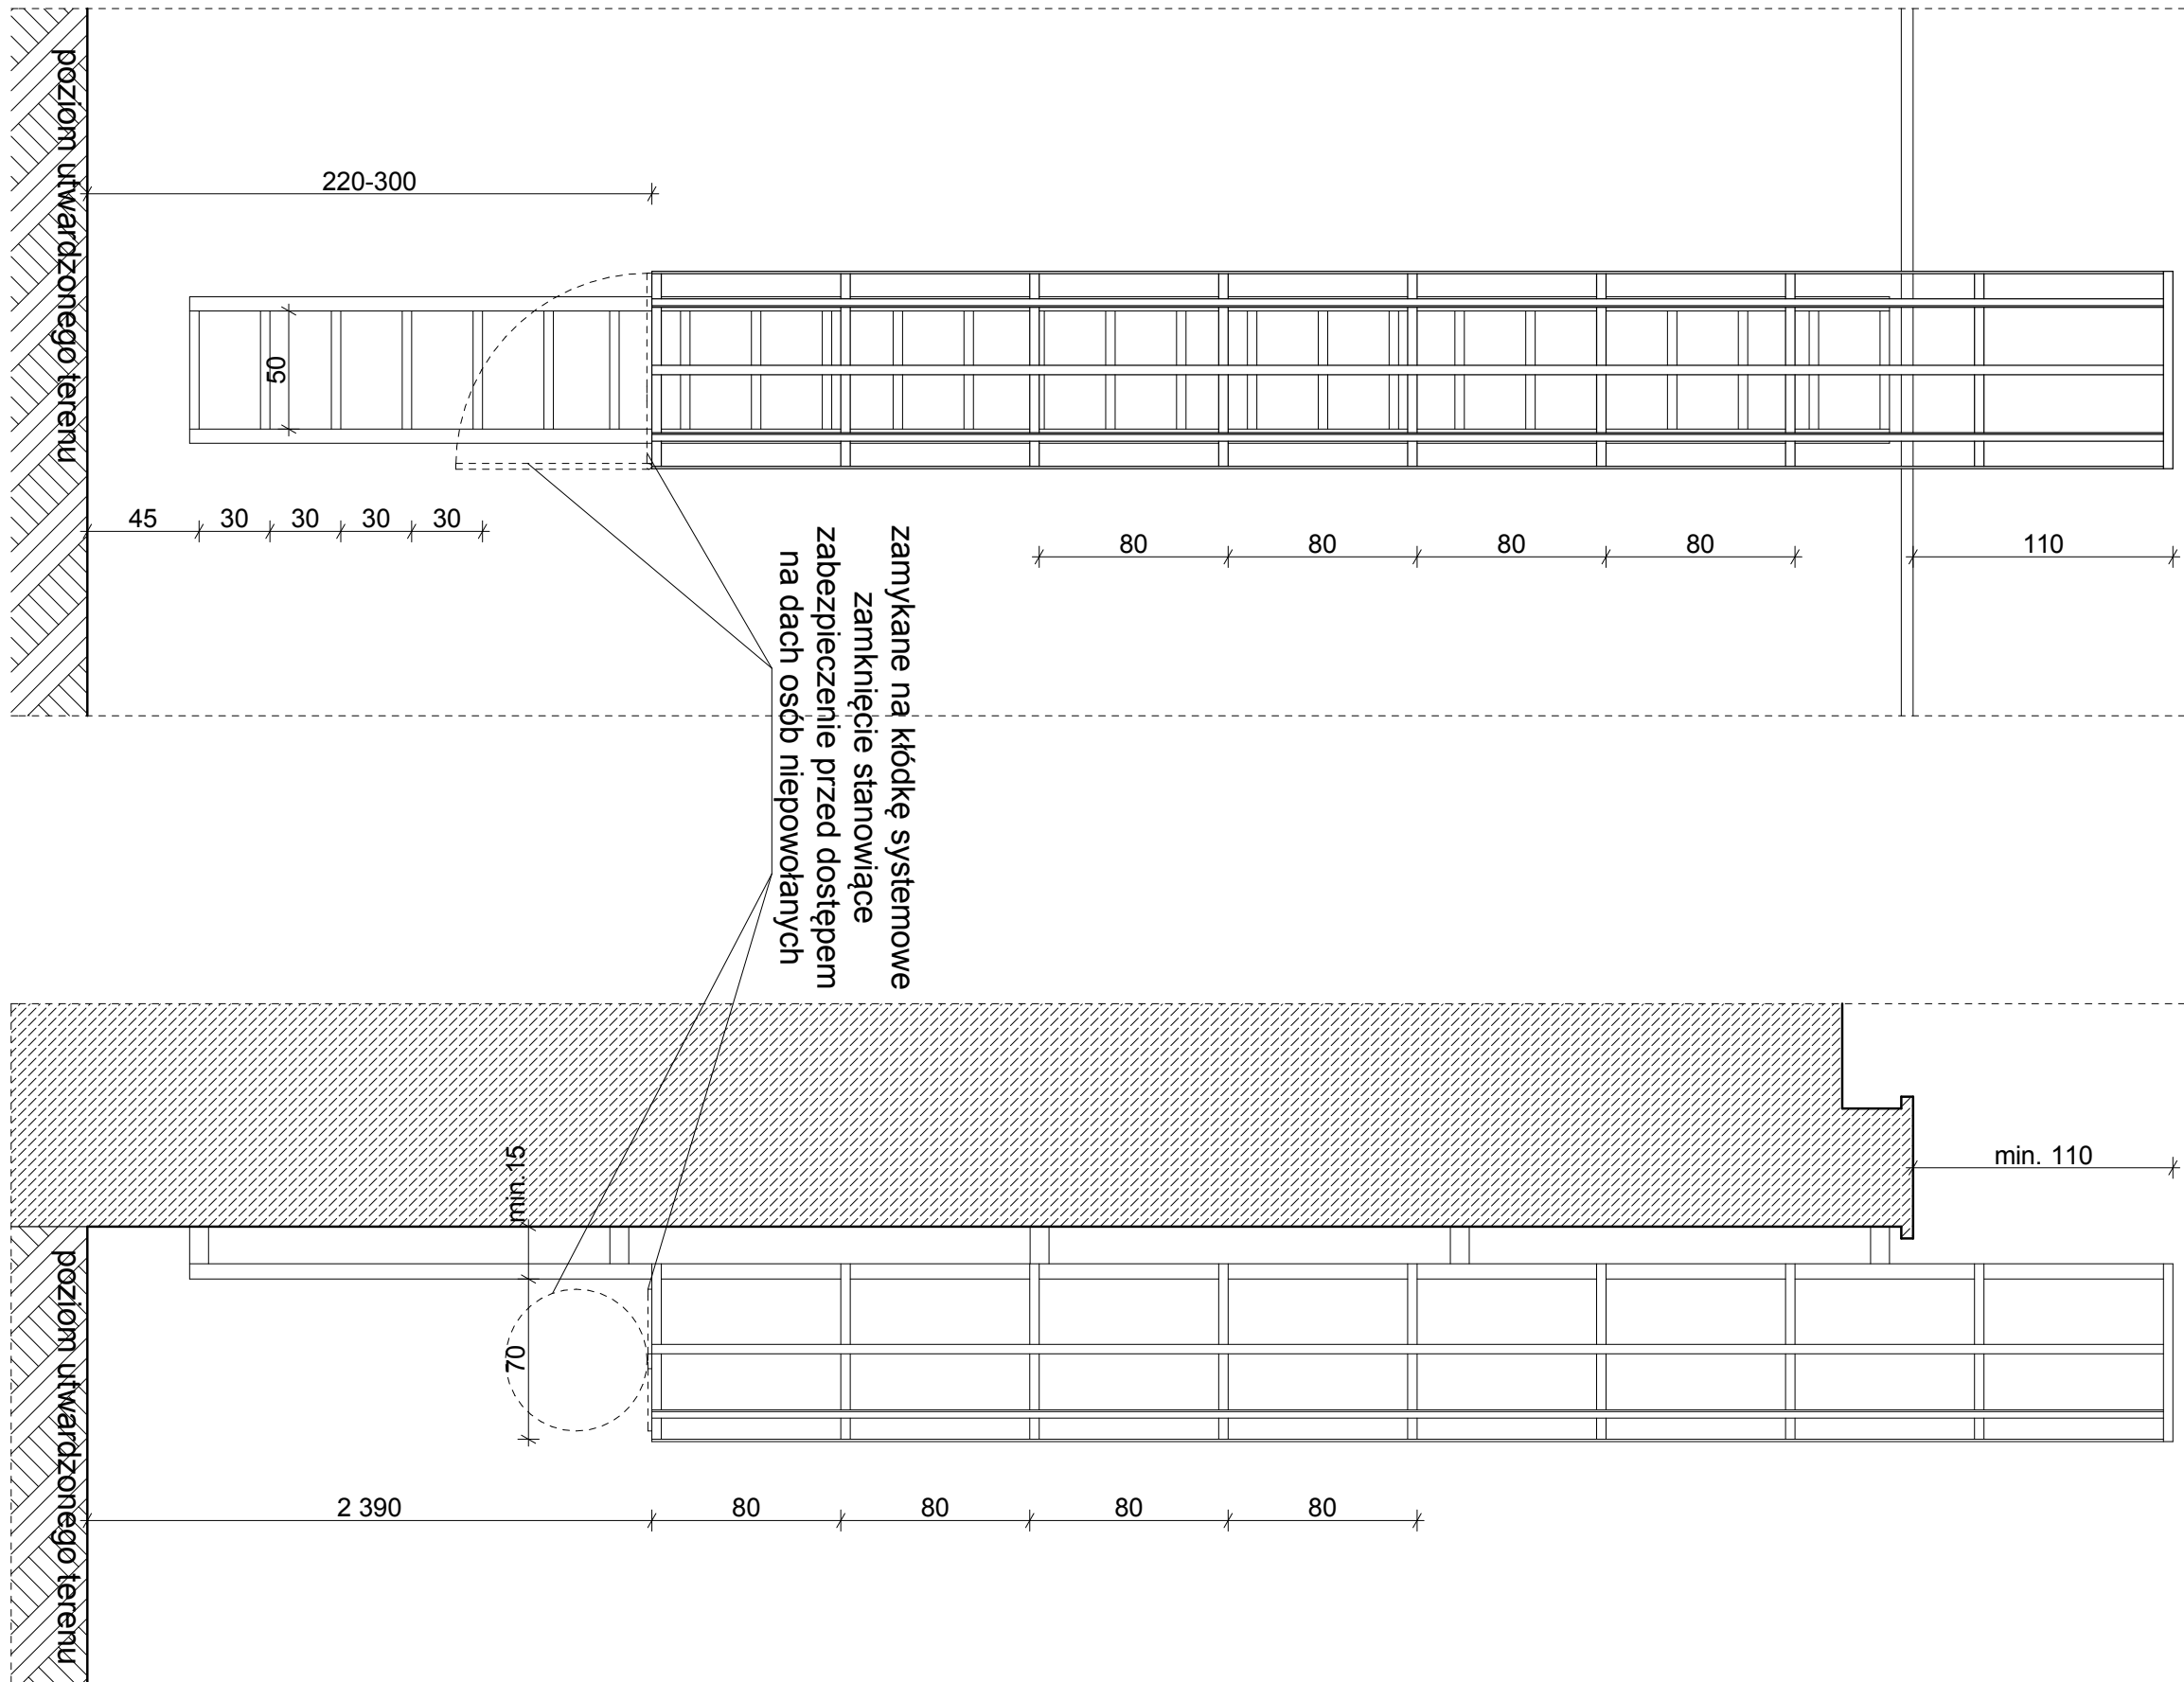 poziom utwardzonego terenu
220-300
50
45
30
30
30
30
80
80
80
80
110
zamykane na kłódkę systemowe
zamknięcie stanowiące
zabezpieczenie przed dostępem
na dach osób niepowołanych
min. 110
min.15
70
poziom utwardzonego terenu
2 390
80
80
80
80